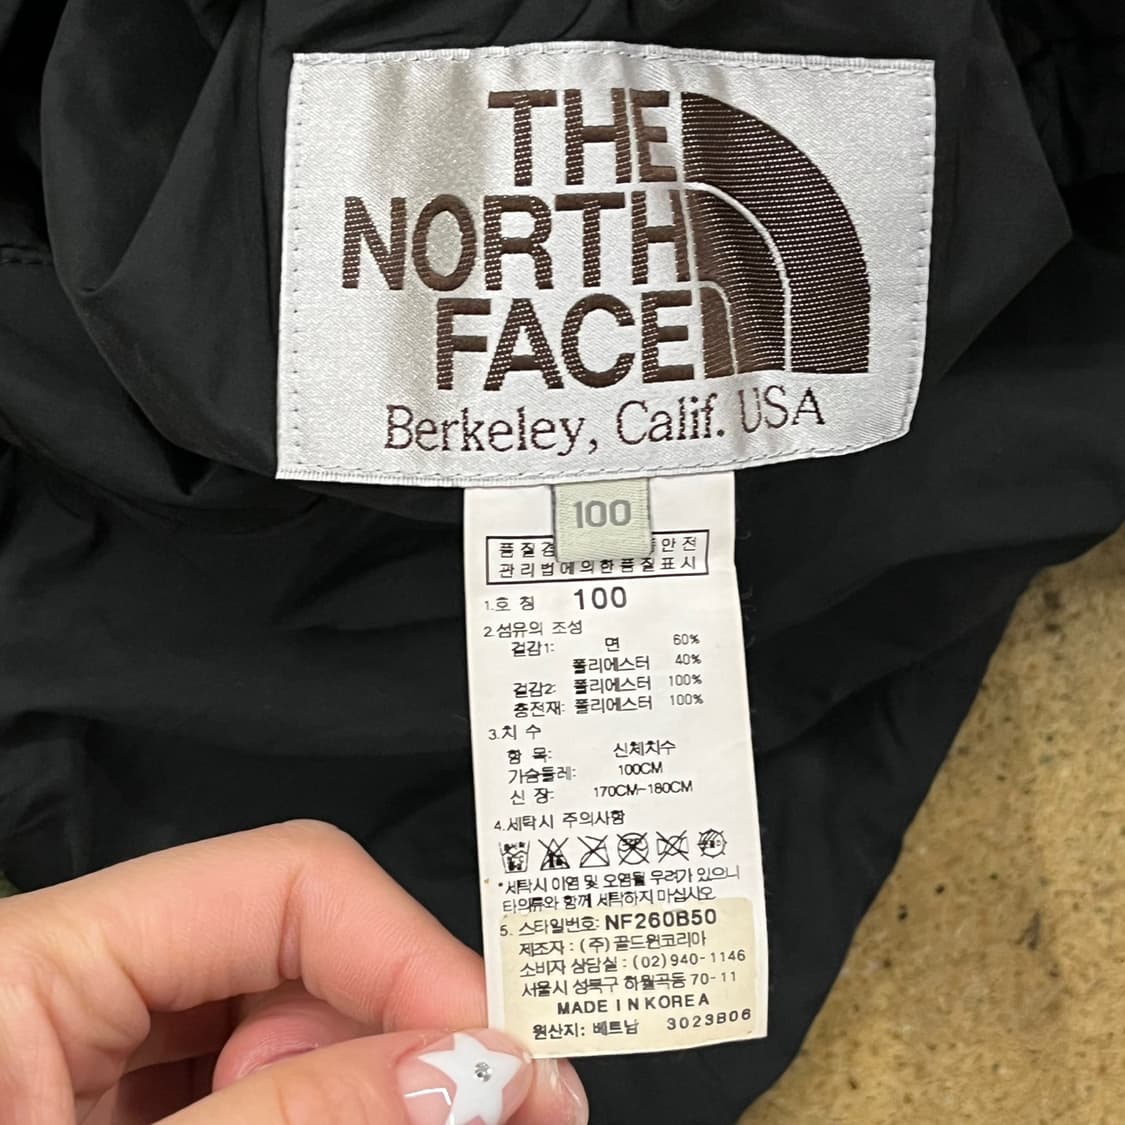 THE
NORTH
FACE
Berkeley, Calif. USA
100
품질 안전
관리법에의한품질표시
1.호 칭 100
2.섬유의 조성
겉감1: 면 60%
폴리에스터 40%
겉감2: 폴리에스터 100%
충전재: 폴리에스터 100%
3.치 수
항 목: 신체치수
가슴둘레: 100CM
신 장: 170CM-180CM
4.세탁시 주의사항
*세탁시 이염 및 오염될 우려가 있으니
타의류와 함께 세탁하지 마십시오
5. 스타일번호: NF260B50
제조자 : (주)골드윈코리아
소비자 상담실 : (02)940-1146
서울시 성북구 하월곡동 70-11
MADE IN KOREA
원산지: 베트남 3023B06